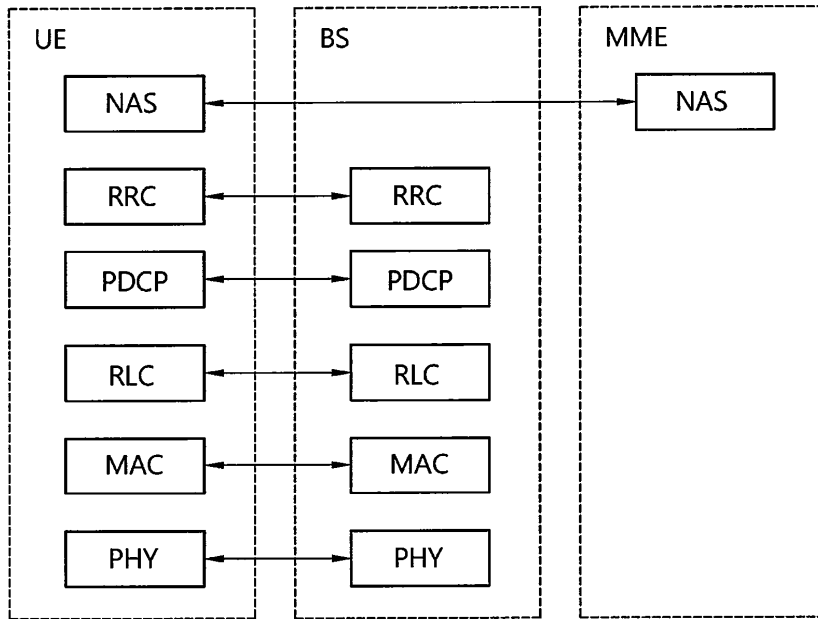 UE BS MME
NAS NAS
RRC RRC
PDCP PDCP
RLC RLC
MAC MAC
PHY PHY